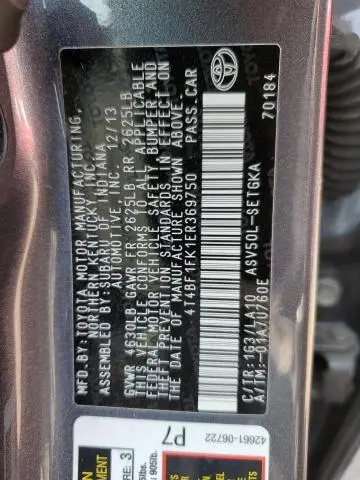 MFD. BY: TOYOTA MOTOR MANUFACTURING,
NORTHERN KENTUCKY, INC.
ASSEMBLED BY: SUBARU OF INDIANA
AUTOMOTIVE, INC. 12/13
GVWR 4630LB GAWR FR 2625LB RR 2625LB
THIS VEHICLE CONFORMS TO ALL APPLICABLE
FEDERAL MOTOR VEHICLE SAFETY, BUMPER AND
THEFT PREVENTION STANDARDS IN EFFECT ON
THE DATE OF MANUFACTURE SHOWN ABOVE.
4T4BF1FK1ER369750 PASS.CAR
ASV50L-SETGKA
C/TR:1G3/LA10
A/TM:-01A/U760E
70184
TOYOTA
42661-06722
P7
RE: 3